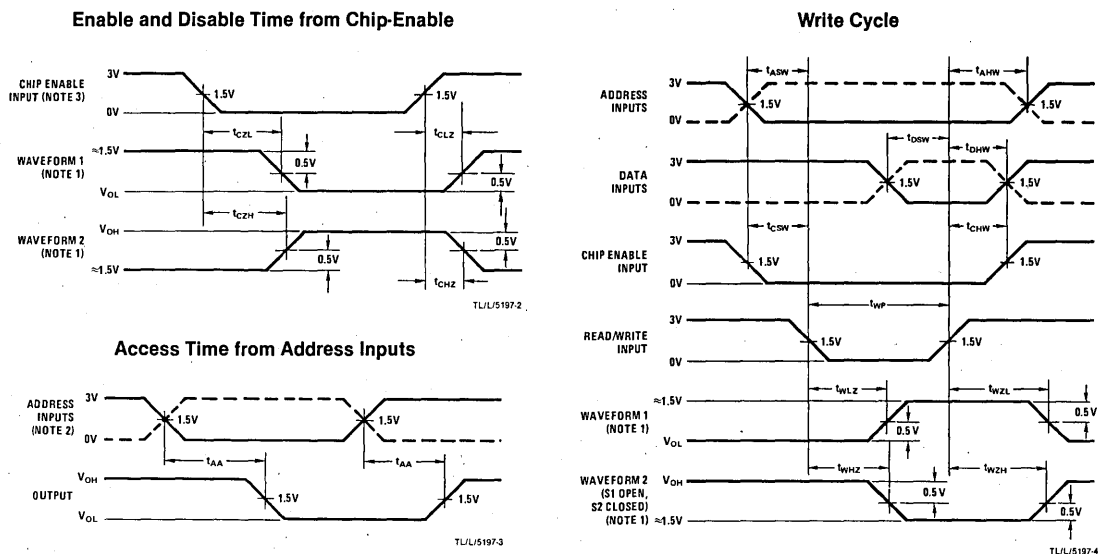 Enable and Disable Time from Chip-Enable
CHIP ENABLE
INPUT (NOTE 3)
3V
0V
1.5V
1.5V
tCZL
tCLZ
WAVEFORM 1
(NOTE 1)
≈1.5V
VOL
0.5V
0.5V
tCZH
WAVEFORM 2
(NOTE 1)
VOH
≈1.5V
0.5V
0.5V
tCHZ
TL/L/5197-2
Access Time from Address Inputs
ADDRESS
INPUTS
(NOTE 2)
3V
0V
1.5V
1.5V
tAA
tAA
OUTPUT
VOH
VOL
1.5V
1.5V
TL/L/5197-3
Write Cycle
tASW
tAHW
ADDRESS
INPUTS
3V
0V
1.5V
1.5V
tDSW
tDHW
DATA
INPUTS
3V
0V
1.5V
1.5V
tCSW
tCHW
CHIP ENABLE
INPUT
3V
0V
1.5V
1.5V
tWP
READ/WRITE
INPUT
3V
0V
1.5V
1.5V
tWLZ
tWZL
WAVEFORM 1
(NOTE 1)
≈1.5V
VOL
0.5V
0.5V
tWHZ
tWZH
WAVEFORM 2
(S1 OPEN,
S2 CLOSED)
(NOTE 1)
VOH
≈1.5V
0.5V
0.5V
TL/L/5197-4